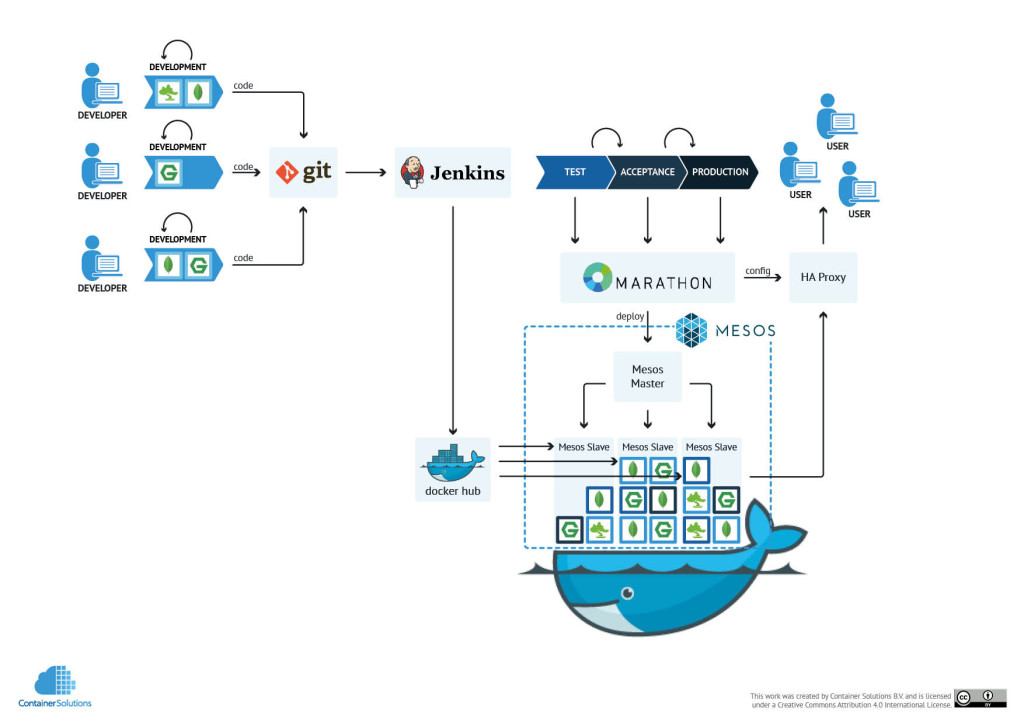 DEVELOPMENT
code
DEVELOPER
DEVELOPMENT
code
DEVELOPER
DEVELOPMENT
code
DEVELOPER
git
Jenkins
TEST
ACCEPTANCE
PRODUCTION
USER
USER
USER
MARATHON
config
HA Proxy
deploy
MESOS
Mesos
Master
Mesos Slave
Mesos Slave
Mesos Slave
docker hub
ContainerSolutions
This work was created by Container Solutions B.V. and is licensed
under a Creative Commons Attribution 4.0 International License.
cc
BY